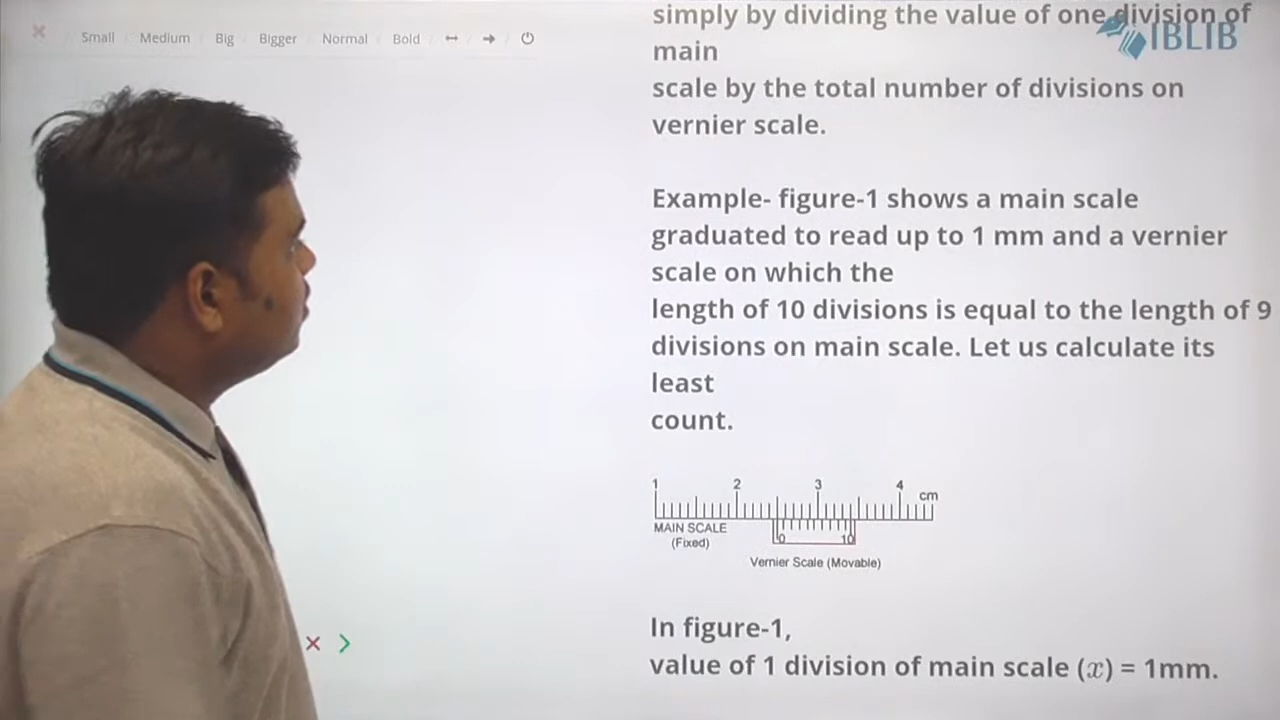 Small Medium Big Bigger Normal Bold
simply by dividing the value of one division of
main
scale by the total number of divisions on
vernier scale.
IBLIB
Example- figure-1 shows a main scale
graduated to read up to 1 mm and a vernier
scale on which the
length of 10 divisions is equal to the length of 9
divisions on main scale. Let us calculate its
least
count.
1 2 3 4
cm
MAIN SCALE
(Fixed)
0 10
Vernier Scale (Movable)
In figure-1,
value of 1 division of main scale (x) = 1mm.